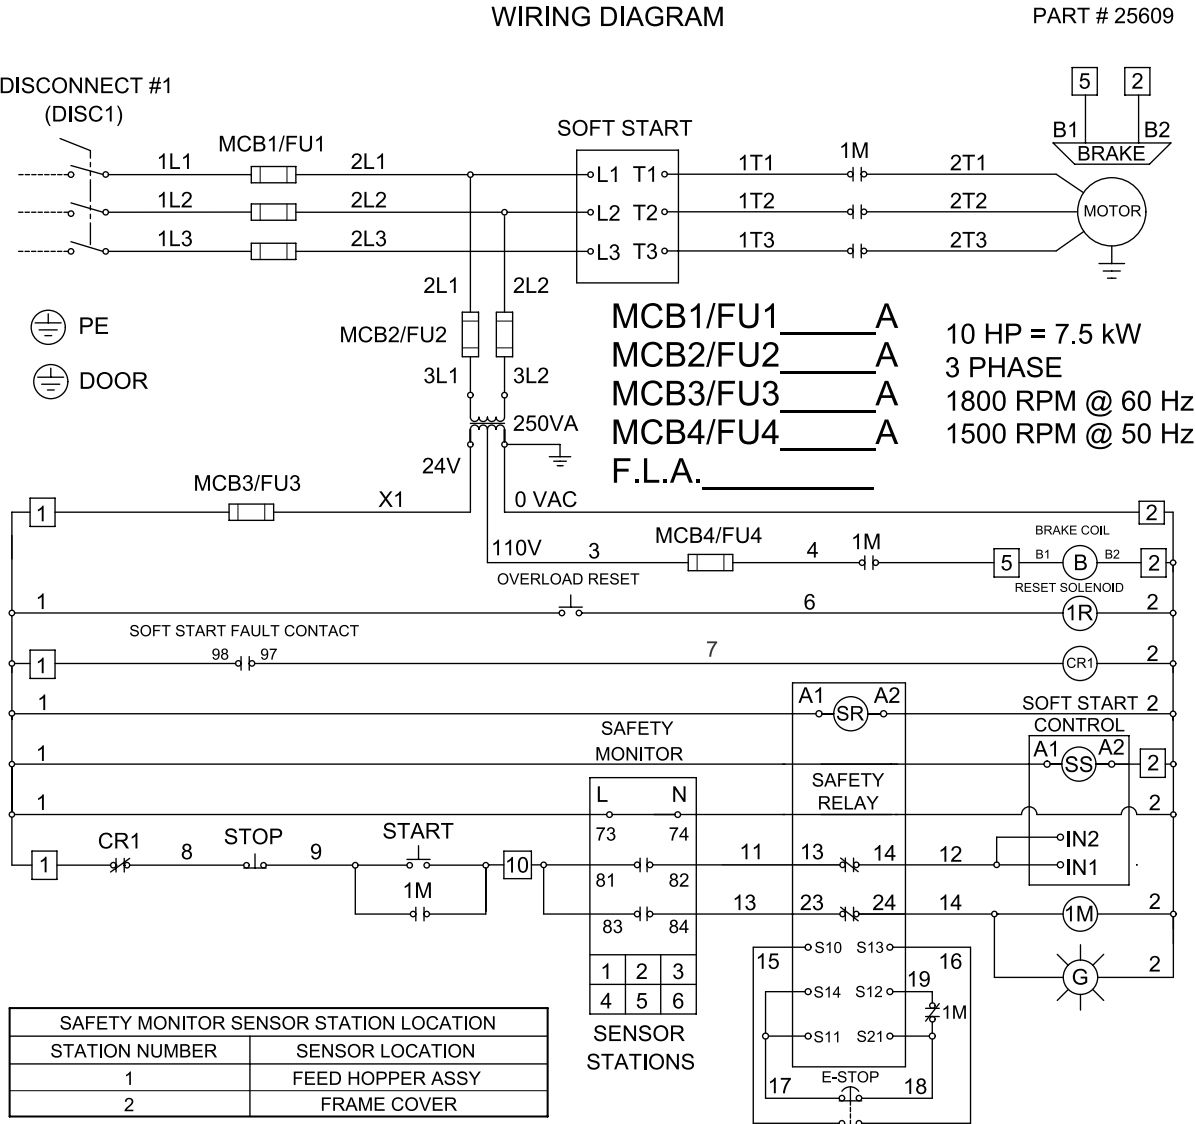 WIRING DIAGRAM
PART # 25609
DISCONNECT #1
(DISC1)
5 2
B1 B2
BRAKE
MCB1/FU1
SOFT START
1L1 2L1 L1 T1 1T1 1M 2T1
1L2 2L2 L2 T2 1T2 2T2 MOTOR
1L3 2L3 L3 T3 1T3 2T3
2L1 2L2
PE
DOOR
MCB2/FU2
3L1 3L2
250VA
MCB1/FU1______A
MCB2/FU2______A
MCB3/FU3______A
MCB4/FU4______A
F.L.A.___________
10 HP = 7.5 kW
3 PHASE
1800 RPM @ 60 Hz
1500 RPM @ 50 Hz
24V
MCB3/FU3
1 X1 0 VAC 2
MCB4/FU4
BRAKE COIL
110V 3 4 1M 5 B1 B B2 2
OVERLOAD RESET
RESET SOLENOID
1 6 1R 2
SOFT START FAULT CONTACT
1 98 97 7 CR1 2
1 A1 SR A2 2
SOFT START
CONTROL
SAFETY
MONITOR
1 A1 SS A2 2
SAFETY
RELAY
L N
1 2
73 74
CR1 STOP START
1 8 9 10 11 13 14 12 IN2
IN1
81 82
1M
83 84
13 23 24 14 1M 2
15 S10 S13 16 G 2
1 2 3
4 5 6
SENSOR
STATIONS
S14 S12 19
1M
S11 S21
17 E-STOP 18
SAFETY MONITOR SENSOR STATION LOCATION
STATION NUMBER SENSOR LOCATION
1 FEED HOPPER ASSY
2 FRAME COVER